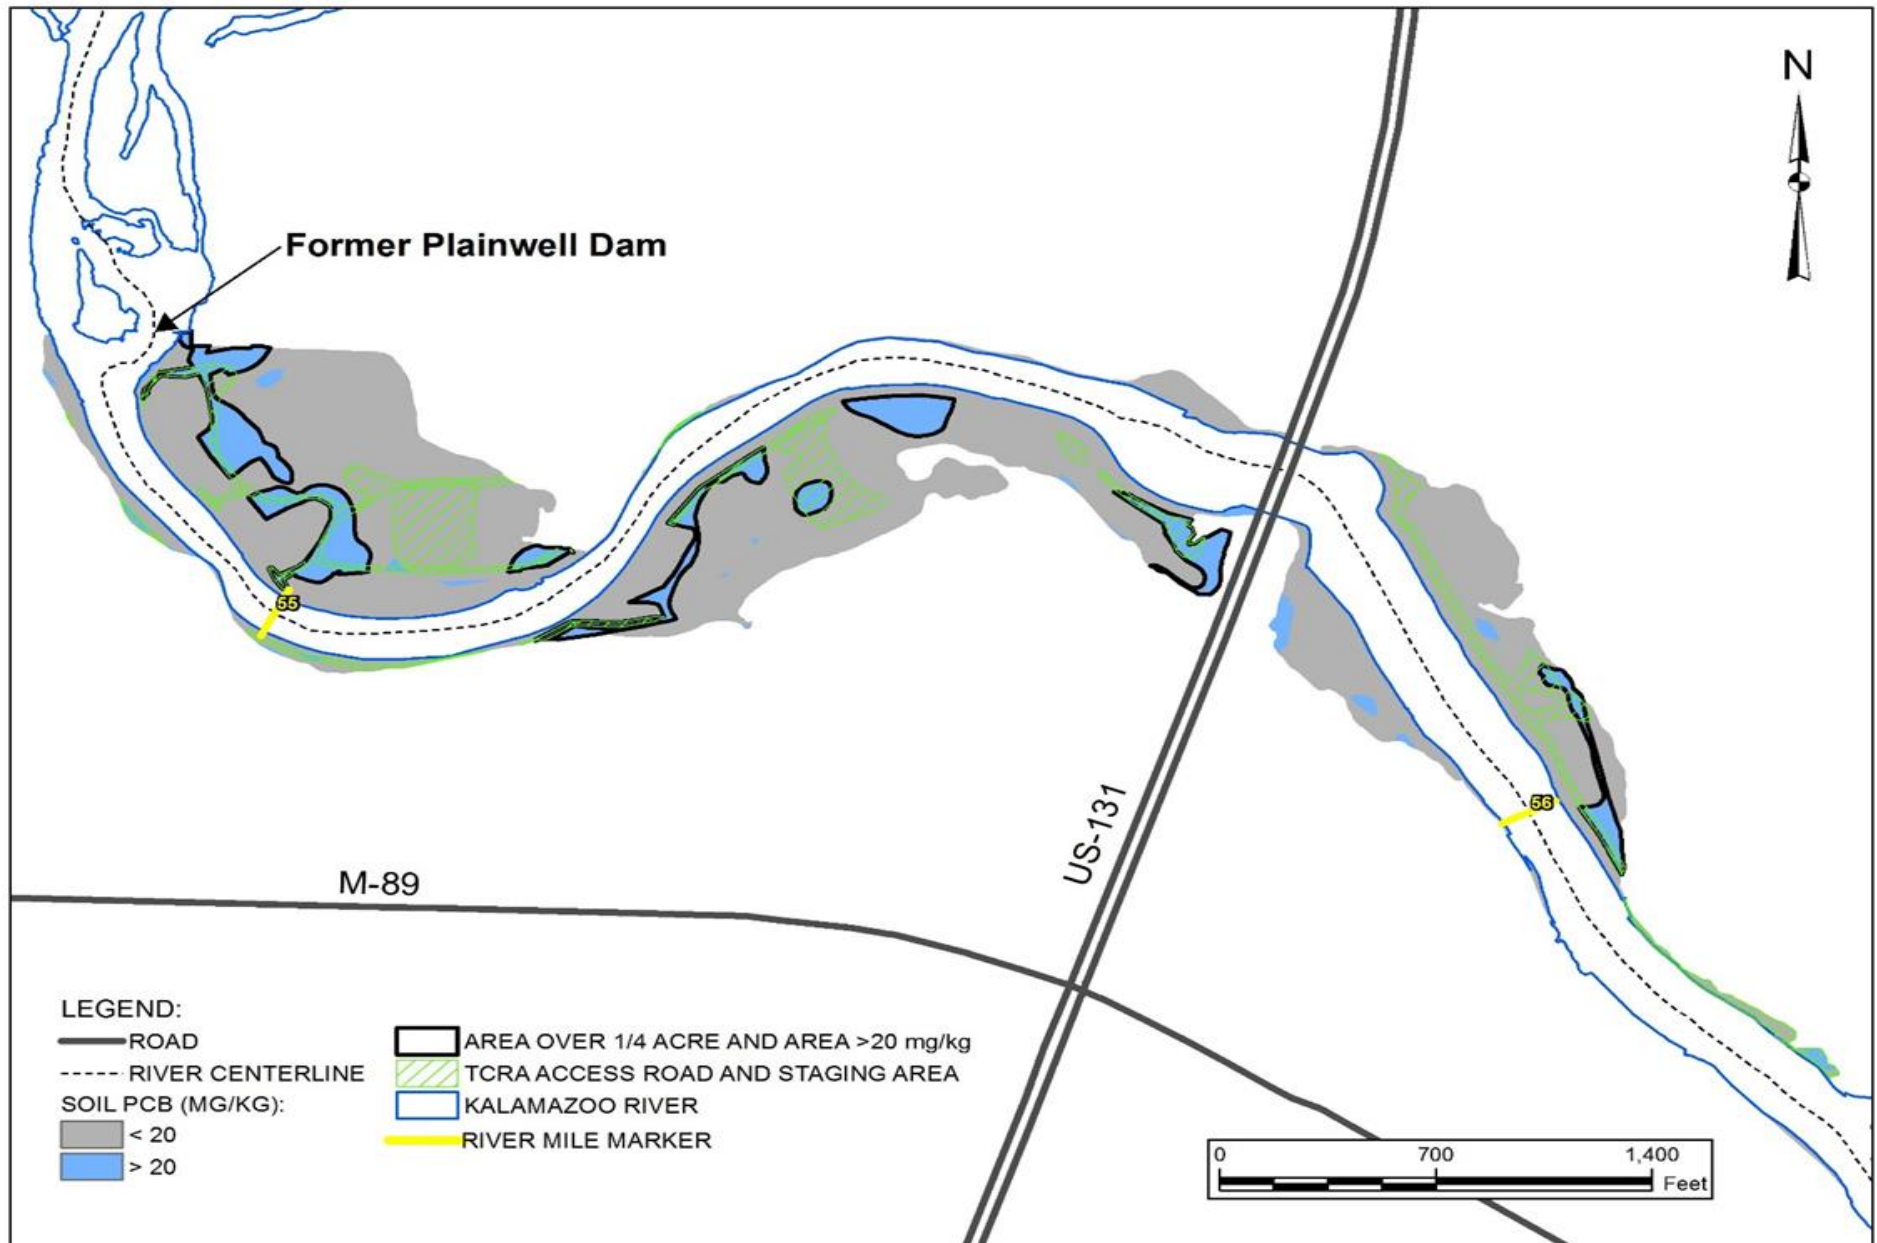 N
Former Plainwell Dam
55
56
US-131
M-89
LEGEND:
ROAD
RIVER CENTERLINE
SOIL PCB (MG/KG):
< 20
> 20
AREA OVER 1/4 ACRE AND AREA >20 mg/kg
TCRA ACCESS ROAD AND STAGING AREA
KALAMAZOO RIVER
RIVER MILE MARKER
0 700 1,400
Feet